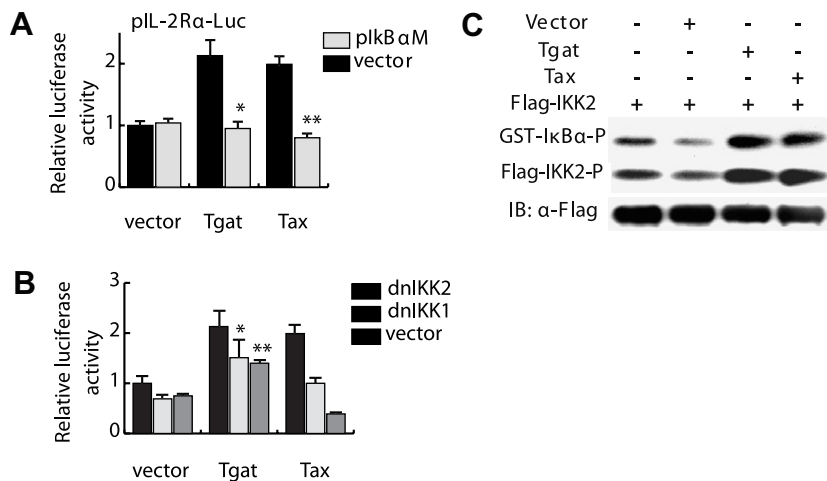 A
pIL-2Rα-Luc
pIkBαM
vector
Relative luciferase
activity
2
1
0
*
**
vector Tgat Tax
B
3
2
1
0
Relative luciferase
activity
dnIKK2
dnIKK1
vector
*
**
vector Tgat Tax
C
Vector - + - -
Tgat - - + -
Tax - - - +
Flag-IKK2 + + + +
GST-IκBα-P
Flag-IKK2-P
IB: α-Flag